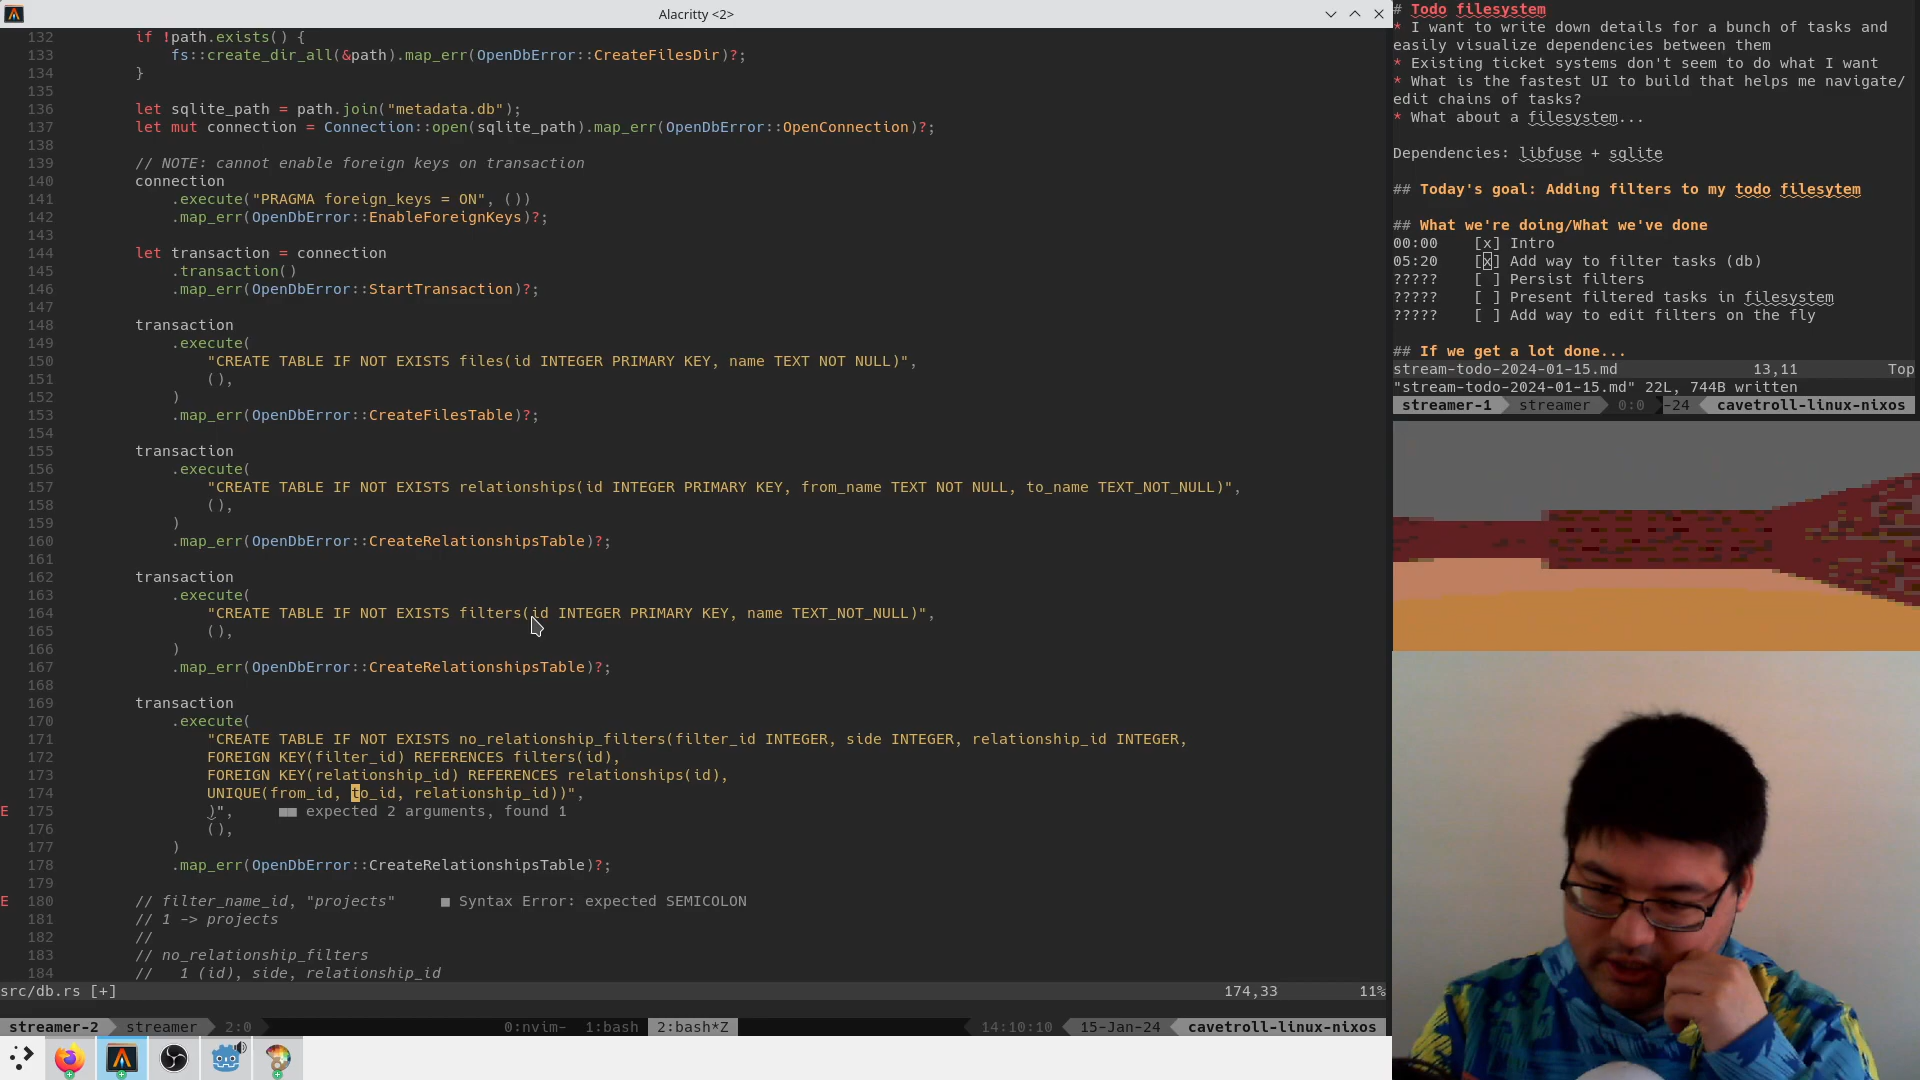 Alacritty <2>
132 if !path.exists() {
133 fs::create_dir_all(&path).map_err(OpenDbError::CreateFilesDir)?;
134 }
135
136 let sqlite_path = path.join("metadata.db");
137 let mut connection = Connection::open(sqlite_path).map_err(OpenDbError::OpenConnection)?;
138
139 // NOTE: cannot enable foreign keys on transaction
140 connection
141 .execute("PRAGMA foreign_keys = ON", ())
142 .map_err(OpenDbError::EnableForeignKeys)?;
143
144 let transaction = connection
145 .transaction()
146 .map_err(OpenDbError::StartTransaction)?;
147
148 transaction
149 .execute(
150 "CREATE TABLE IF NOT EXISTS files(id INTEGER PRIMARY KEY, name TEXT NOT NULL)",
151 (),
152 )
153 .map_err(OpenDbError::CreateFilesTable)?;
154
155 transaction
156 .execute(
157 "CREATE TABLE IF NOT EXISTS relationships(id INTEGER PRIMARY KEY, from_name TEXT NOT NULL, to_name TEXT_NOT_NULL)",
158 (),
159 )
160 .map_err(OpenDbError::CreateRelationshipsTable)?;
161
162 transaction
163 .execute(
164 "CREATE TABLE IF NOT EXISTS filters(id INTEGER PRIMARY KEY, name TEXT_NOT_NULL)",
165 (),
166 )
167 .map_err(OpenDbError::CreateRelationshipsTable)?;
168
169 transaction
170 .execute(
171 "CREATE TABLE IF NOT EXISTS no_relationship_filters(filter_id INTEGER, side INTEGER, relationship_id INTEGER,
172 FOREIGN KEY(filter_id) REFERENCES filters(id),
173 FOREIGN KEY(relationship_id) REFERENCES relationships(id),
174 UNIQUE(from_id, to_id, relationship_id))",
E 175 )", ■■ expected 2 arguments, found 1
176 (),
177 )
178 .map_err(OpenDbError::CreateRelationshipsTable)?;
179
E 180 // filter_name_id, "projects" ■ Syntax Error: expected SEMICOLON
181 // 1 -> projects
182 //
183 // no_relationship_filters
184 // 1 (id), side, relationship_id
src/db.rs [+] 174,33 11%
streamer-2 streamer 2:0 0:nvim- 1:bash 2:bash*Z 14:10:10 15-Jan-24 cavetroll-linux-nixos
# Todo filesystem
* I want to write down details for a bunch of tasks and
easily visualize dependencies between them
* Existing ticket systems don't seem to do what I want
* What is the fastest UI to build that helps me navigate/
edit chains of tasks?
* What about a filesystem...
Dependencies: libfuse + sqlite
## Today's goal: Adding filters to my todo filesytem
## What we're doing/What we've done
00:00 [x] Intro
05:20 [x] Add way to filter tasks (db)
????? [ ] Persist filters
????? [ ] Present filtered tasks in filesystem
????? [ ] Add way to edit filters on the fly
## If we get a lot done...
stream-todo-2024-01-15.md 13,11 Top
"stream-todo-2024-01-15.md" 22L, 744B written
streamer-1 streamer 0:0 -24 cavetroll-linux-nixos